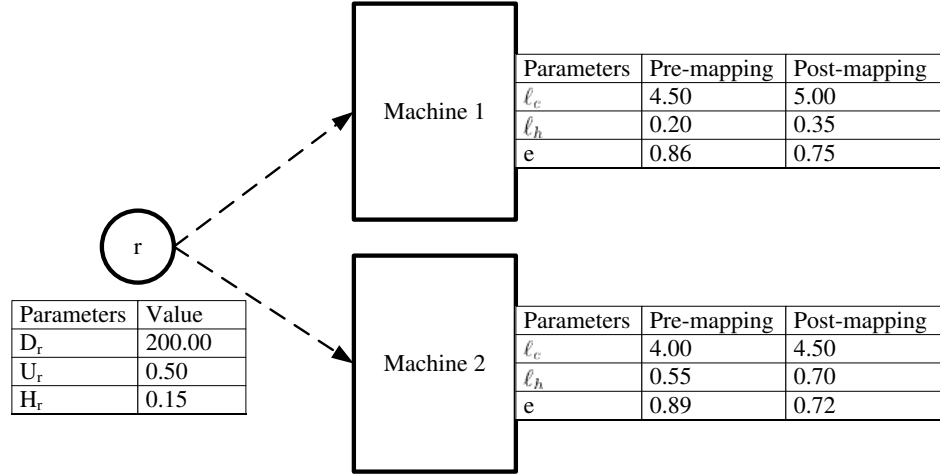 Machine 1
Parameters Pre-mapping Post-mapping
ℓc 4.50 5.00
ℓh 0.20 0.35
e 0.86 0.75
r
Parameters Value
Dr 200.00
Ur 0.50
Hr 0.15
Machine 2
Parameters Pre-mapping Post-mapping
ℓc 4.00 4.50
ℓh 0.55 0.70
e 0.89 0.72